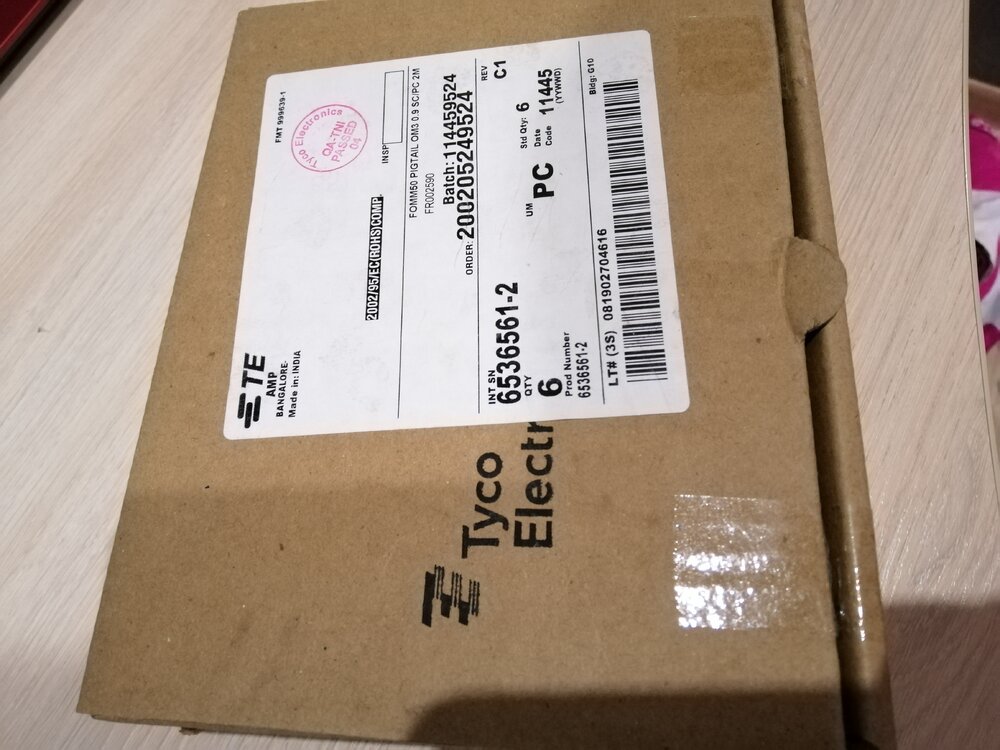 FMT 999639-1
Tyco Electronics
QA-TNI
PASSED
04
INSP
TE
AMP
BANGALORE-
Made in: INDIA
2002/95/EC(ROHS)COMP
FOMM50 PIGTAIL OM3 0.9 SC/PC 2M
FR002590
Batch: 114459524
ORDER: 200205249524
REV
C1
INT SN
6536561-2
QTY
6
UM
PC
Std Qty: 6
Date
Code 11445
(YYWWD)
Prod Number
6536561-2
Bldg: G10
LT# (3S) 081902704616
Tyco
Electr